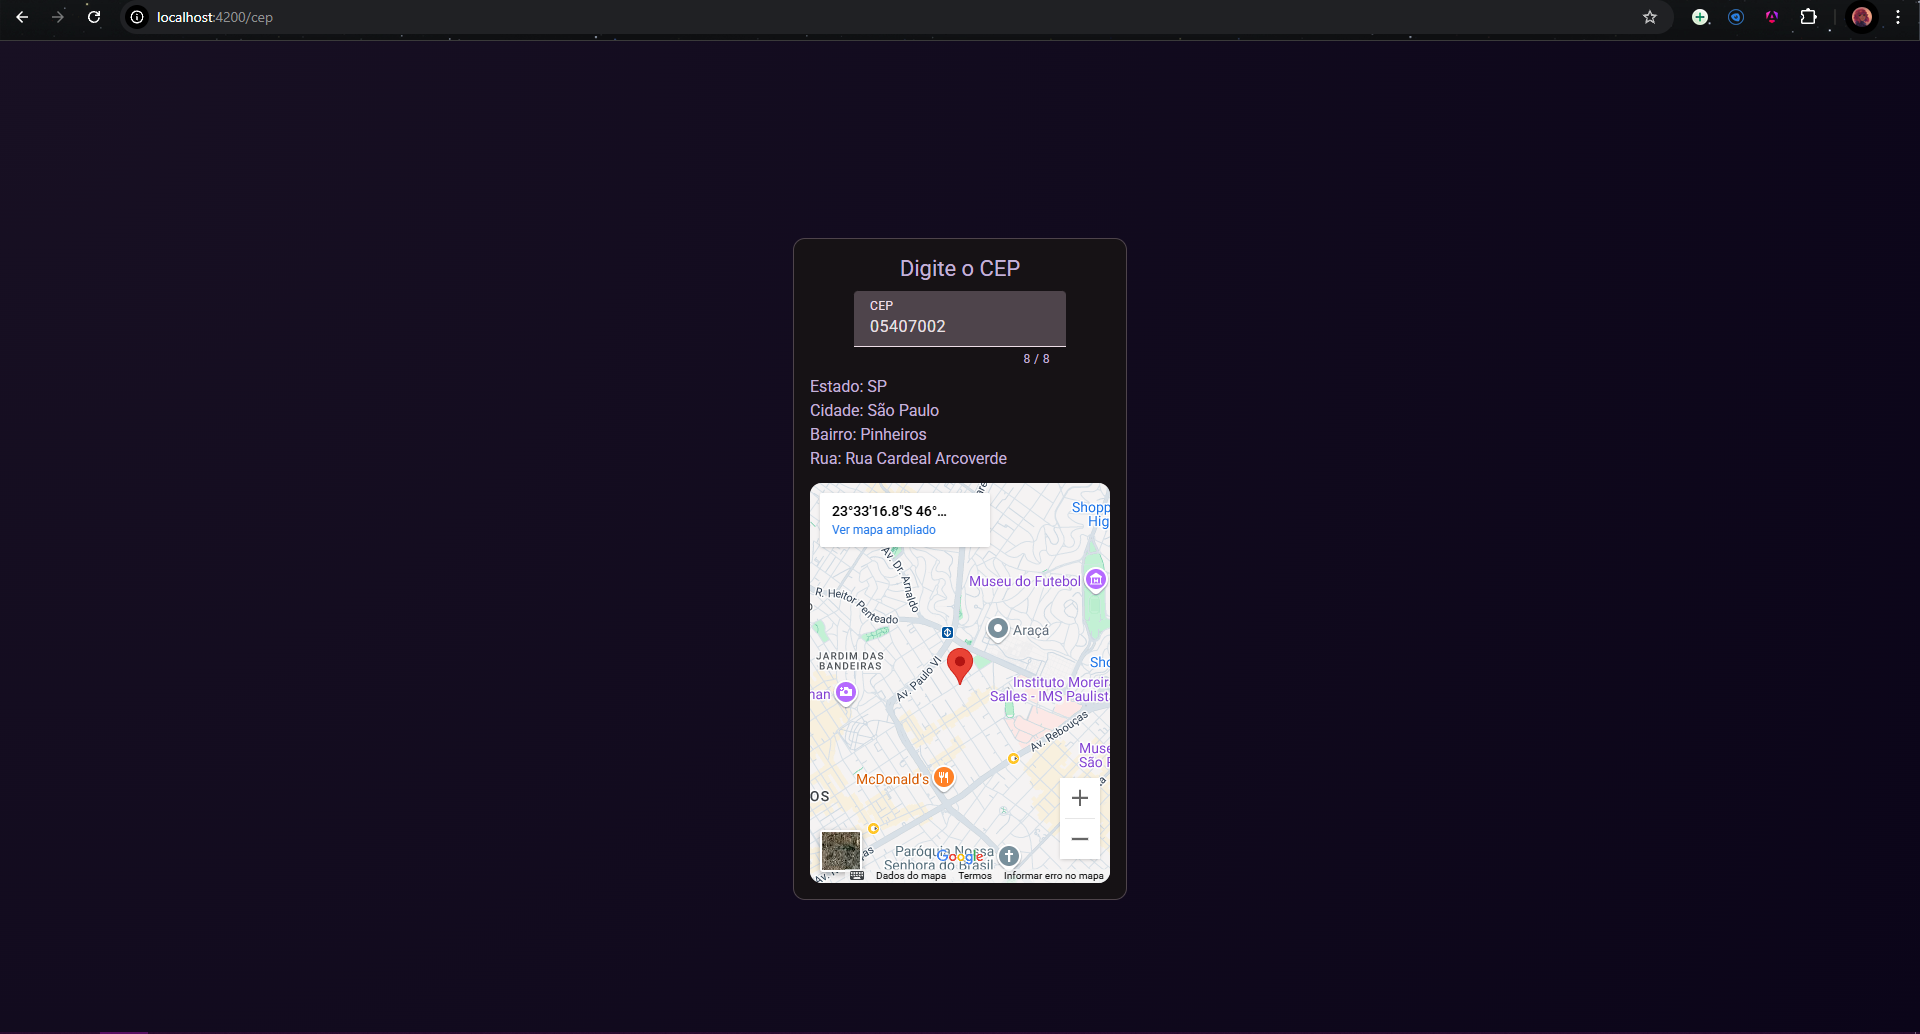 localhost:4200/cep
Digite o CEP
CEP
05407002
8 / 8
Estado: SP
Cidade: São Paulo
Bairro: Pinheiros
Rua: Rua Cardeal Arcoverde
23°33'16.8"S 46°...
Ver mapa ampliado
Shopp
Hig
Av. Dr. Arnaldo
Museu do Futebol
R. Heitor Penteado
Araçá
JARDIM DAS
BANDEIRAS
Av. Paulo VI
Sho
Instituto Moreir
Salles - IMS Paulist
nan
Av. Rebouças
Muse
São P
McDonald's
OS
Paróquia Nossa
Senhora do Brasil
Google
Dados do mapa
Termos
Informar erro no mapa